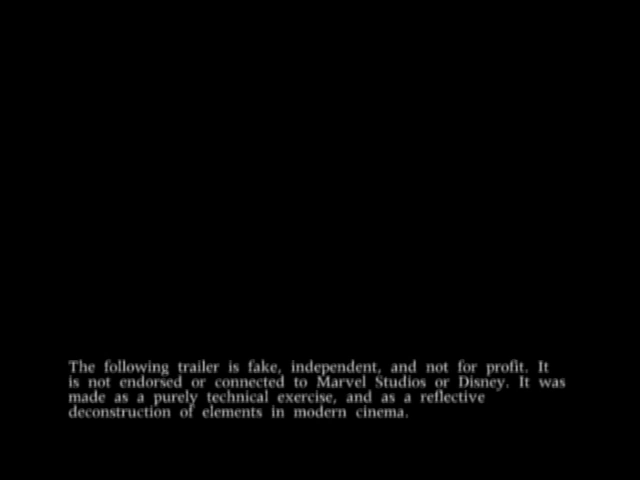 The following trailer is fake, independent, and not for profit. It
is not endorsed or connected to Marvel Studios or Disney. It was
made as a purely technical exercise, and as a reflective
deconstruction of elements in modern cinema.